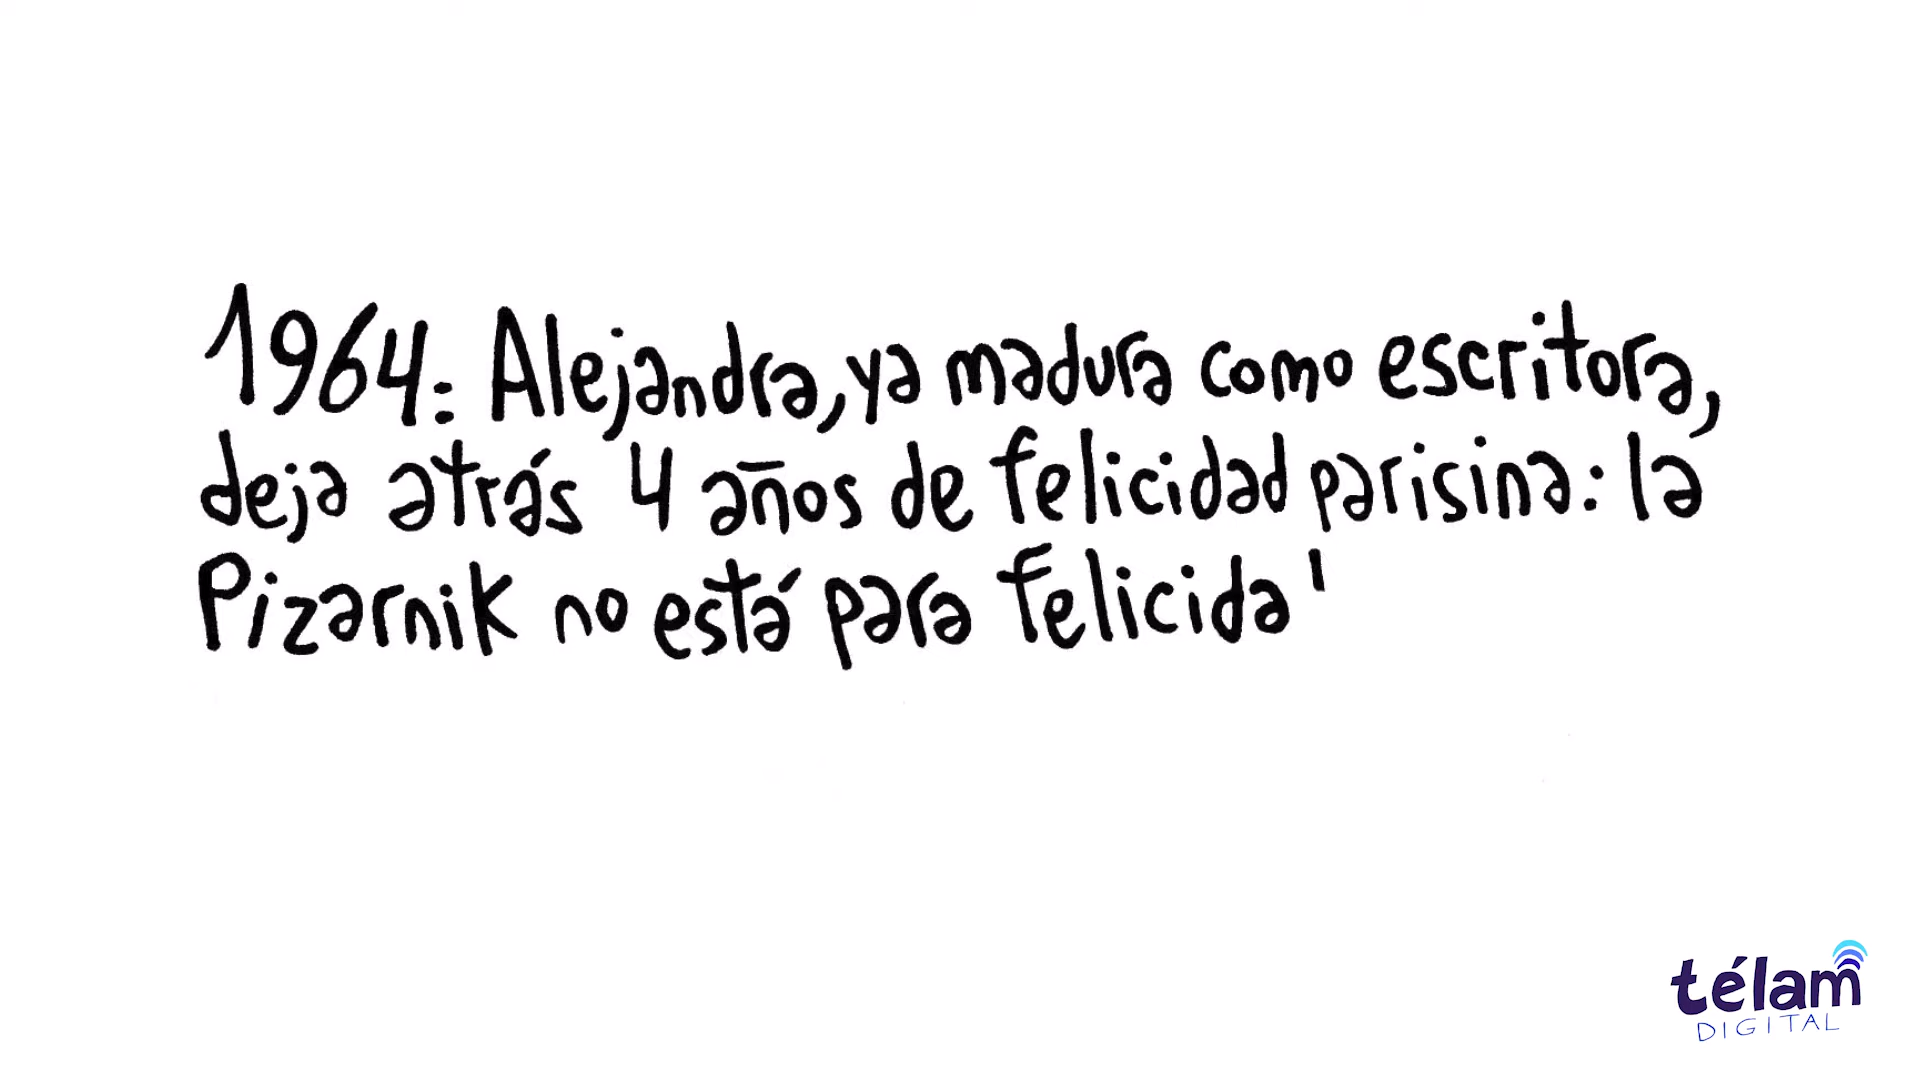 1964: Alejandra, ya madura como escritora,
deja atrás 4 años de felicidad parisina: la
Pizarnik no está para felicida'
télam
DIGITAL